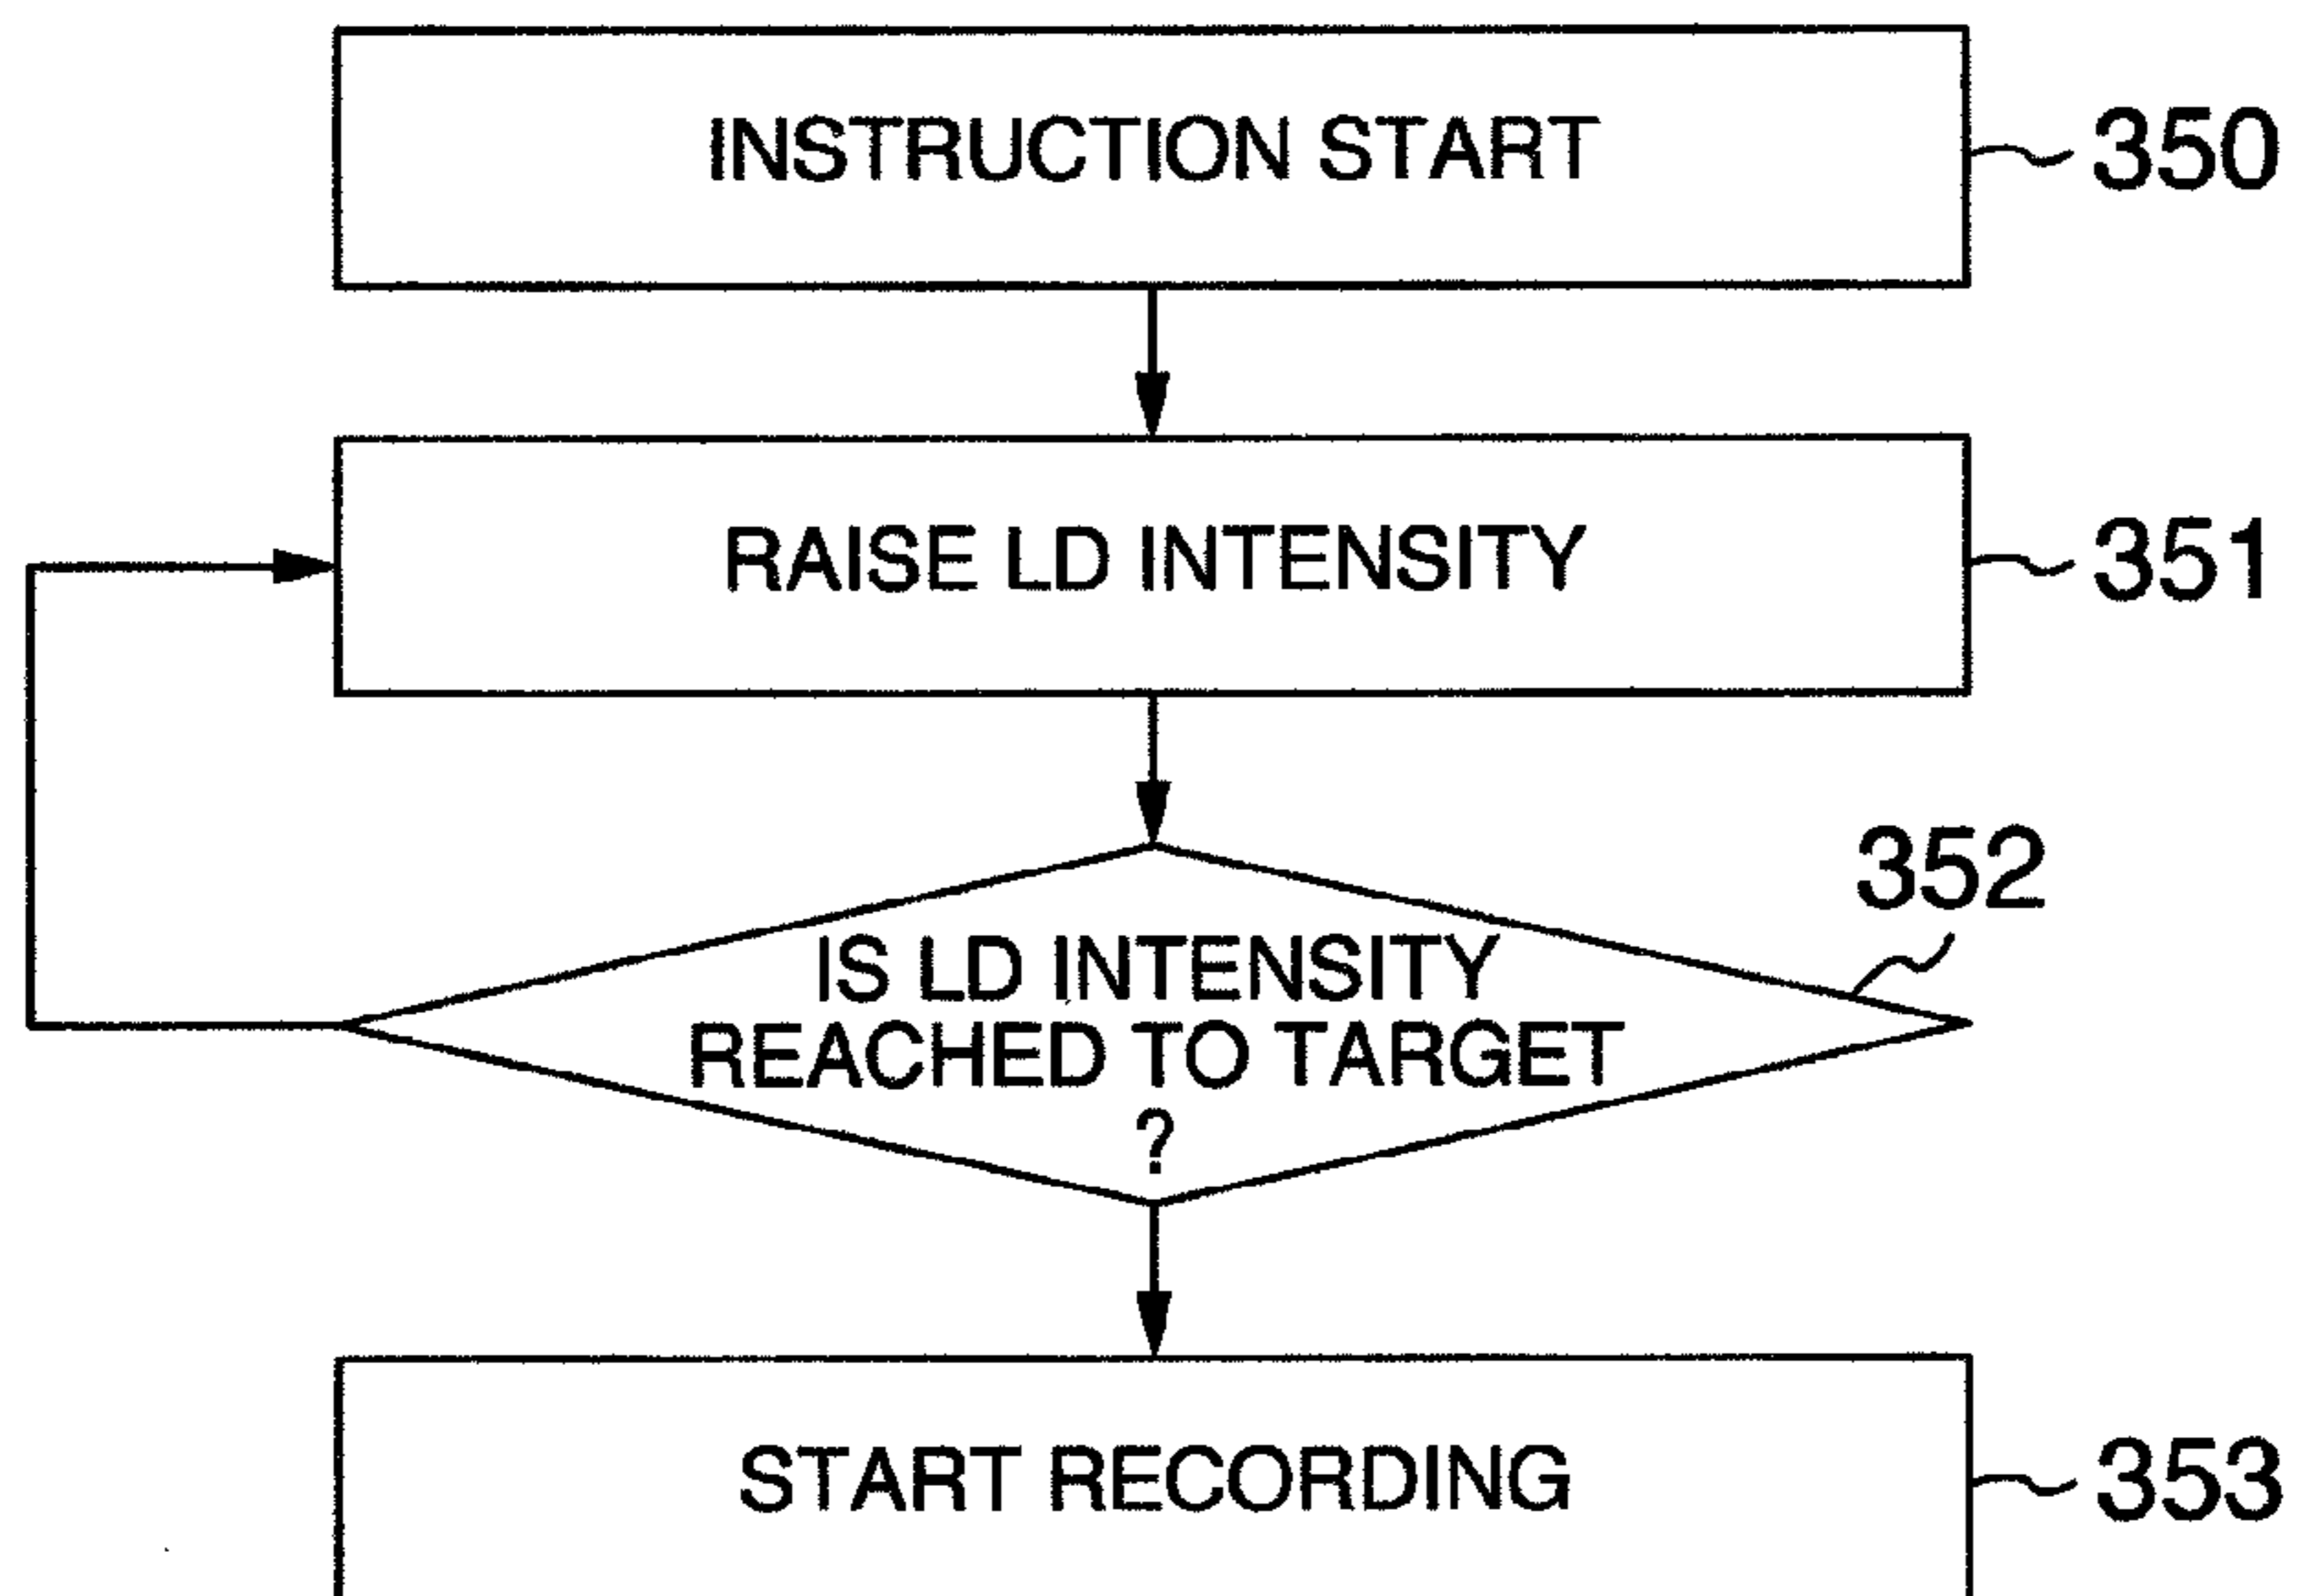 INSTRUCTION START
350
RAISE LD INTENSITY
351
352
IS LD INTENSITY
REACHED TO TARGET
?
START RECORDING
353